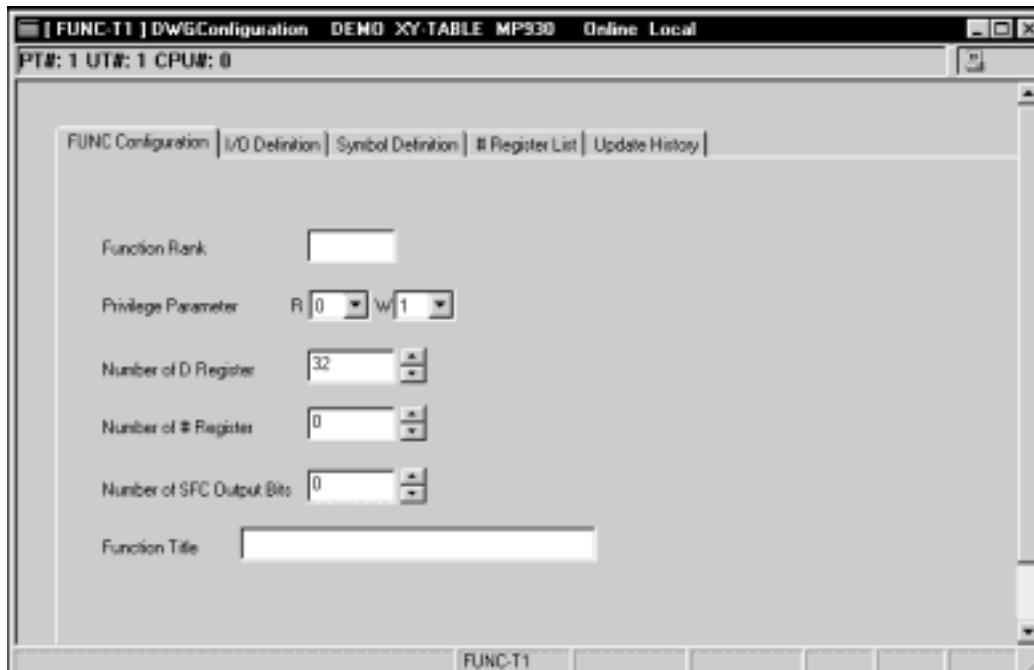 [ FUNC-T1 ] DWGConfiguration DEMO XY-TABLE MP930 Online Local
PT#: 1 UT#: 1 CPU#: 0
FUNC Configuration I/O Definition Symbol Definition # Register List Update History
Function Rank
Privilege Parameter R 0 W 1
Number of D Register 32
Number of # Register 0
Number of SFC Output Bits 0
Function Title
FUNC-T1